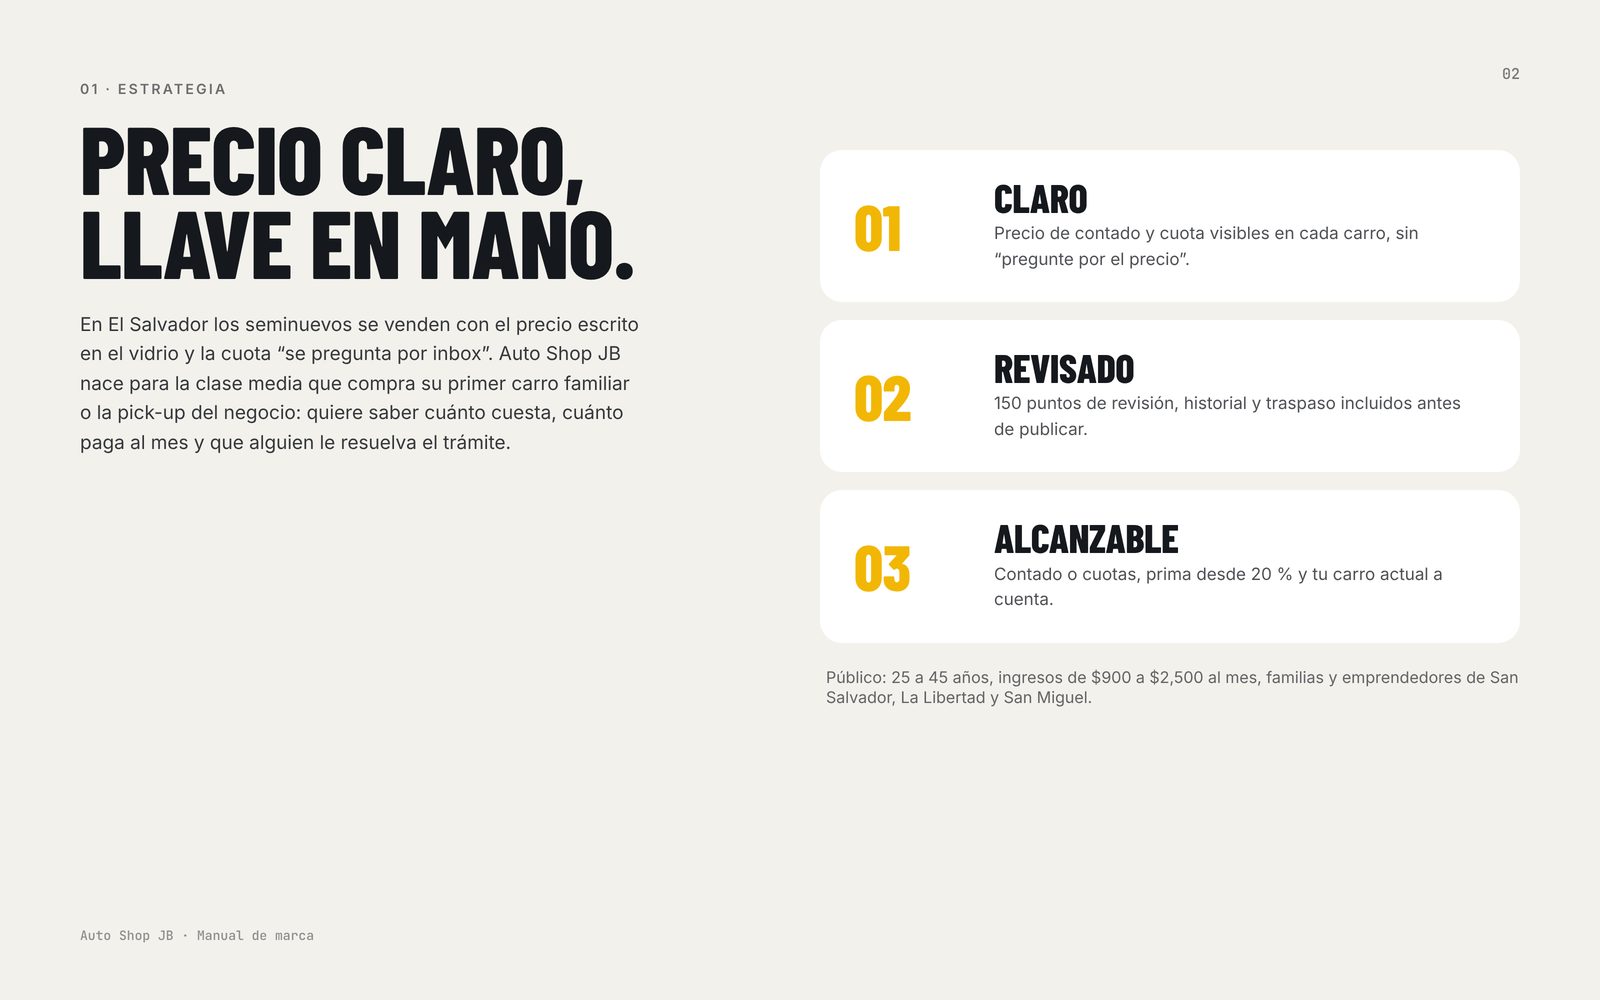 01 · ESTRATEGIA
02
PRECIO CLARO,
LLAVE EN MANO.
En El Salvador los seminuevos se venden con el precio escrito
en el vidrio y la cuota “se pregunta por inbox”. Auto Shop JB
nace para la clase media que compra su primer carro familiar
o la pick-up del negocio: quiere saber cuánto cuesta, cuánto
paga al mes y que alguien le resuelva el trámite.
01
CLARO
Precio de contado y cuota visibles en cada carro, sin
“pregunte por el precio”.
02
REVISADO
150 puntos de revisión, historial y traspaso incluidos antes
de publicar.
03
ALCANZABLE
Contado o cuotas, prima desde 20 % y tu carro actual a
cuenta.
Público: 25 a 45 años, ingresos de $900 a $2,500 al mes, familias y emprendedores de San
Salvador, La Libertad y San Miguel.
Auto Shop JB · Manual de marca